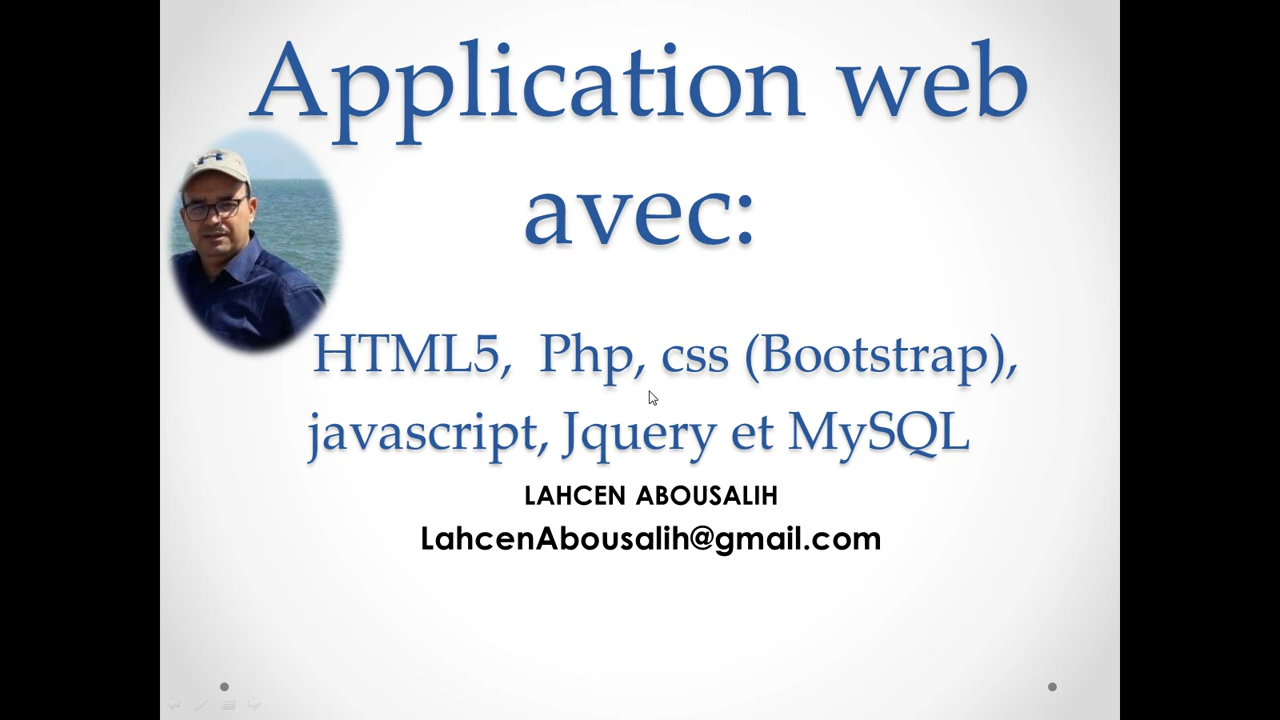 Application web
avec:
HTML5, Php, css (Bootstrap),
javascript, Jquery et MySQL
LAHCEN ABOUSALIH
LahcenAbousalih@gmail.com